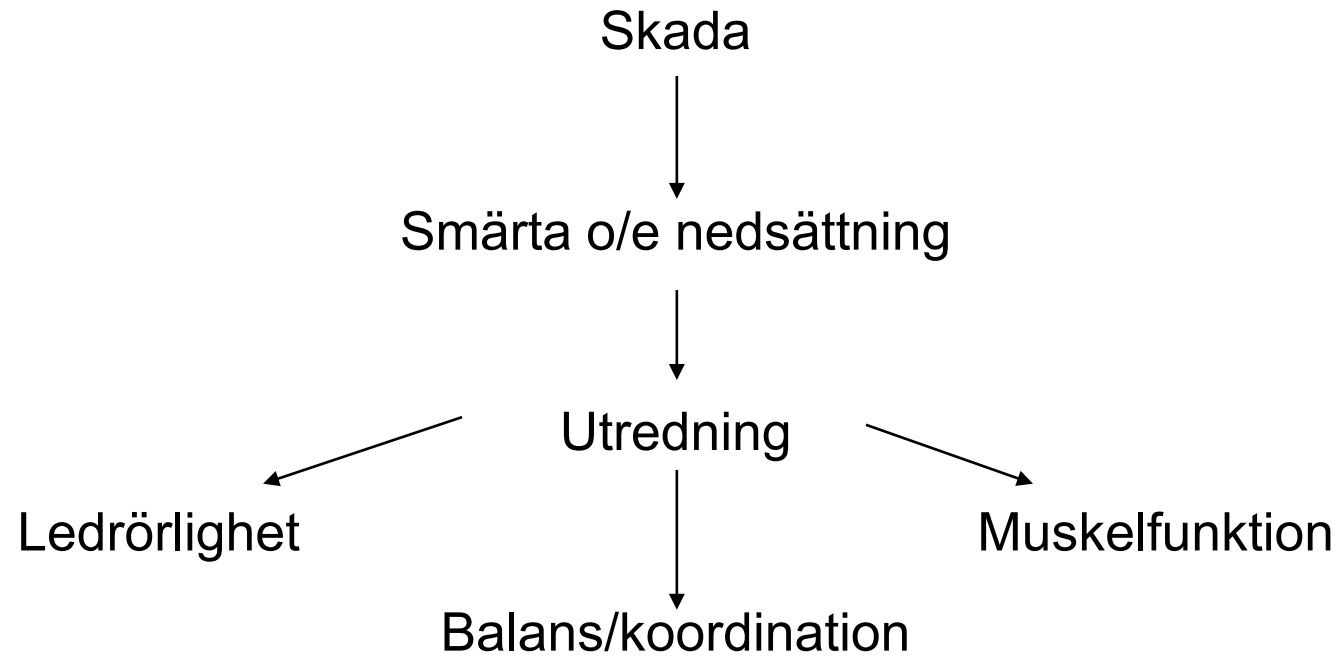 Skada
Smärta o/e nedsättning
Utredning
Ledrörlighet
Muskelfunktion
Balans/koordination